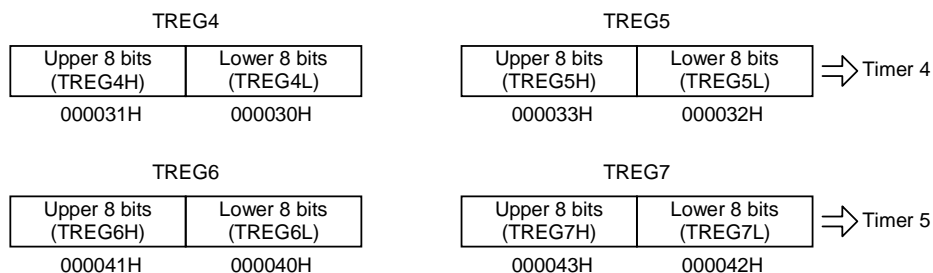 TREG4 TREG5
Upper 8 bits Lower 8 bits Upper 8 bits Lower 8 bits
(TREG4H) (TREG4L) (TREG5H) (TREG5L) Timer 4
000031H 000030H 000033H 000032H
TREG6 TREG7
Upper 8 bits Lower 8 bits Upper 8 bits Lower 8 bits
(TREG6H) (TREG6L) (TREG7H) (TREG7L) Timer 5
000041H 000040H 000043H 000042H